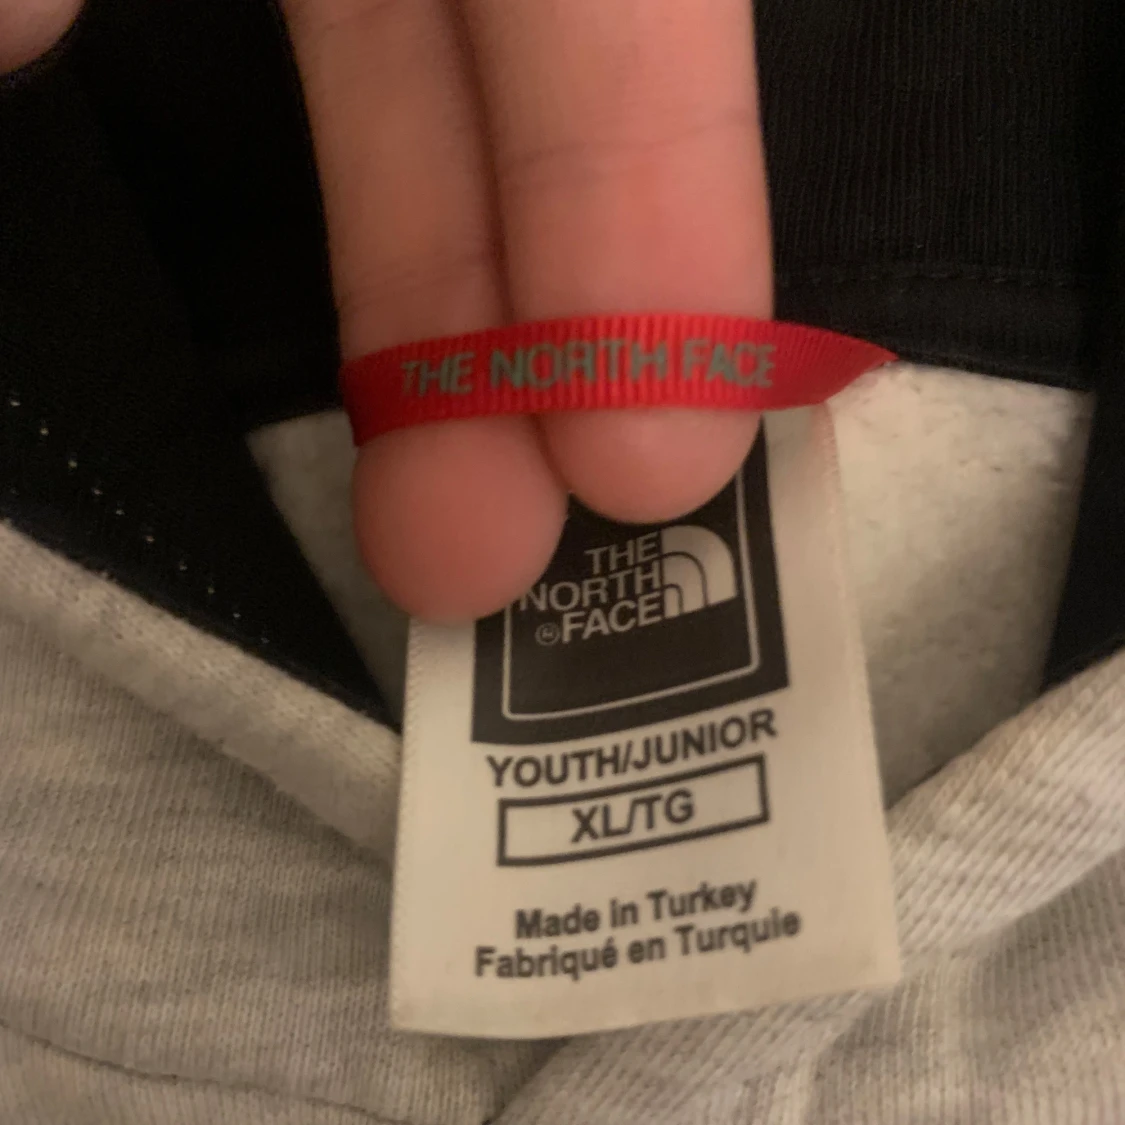 THE NORTH FACE
THE
NORTH
FACE
YOUTH/JUNIOR
XL/TG
Made in Turkey
Fabriqué en Turquie